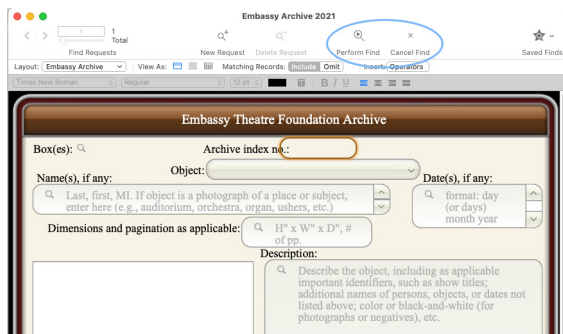 Embassy Archive 2021
1
1
Total
Find Requests
New Request
Delete Request
Perform Find
Cancel Find
Saved Finds
Layout: Embassy Archive
View As:
Matching Records: Include Omit
Insert: Operators
Times New Roman
Regular
12 pt
B I U
Embassy Theatre Foundation Archive
Box(es):
Archive index no.:
Object:
Name(s), if any:
Date(s), if any:
Last, first, MI. If object is a photograph of a place or subject,
enter here (e.g., auditorium, orchestra, organ, ushers, etc.)
format: day
(or days)
month year
Dimensions and pagination as applicable:
H" x W" x D", #
of pp.
Description:
Describe the object, including as applicable
important identifiers, such as show titles;
additional names of persons, objects, or dates not
listed above; color or black-and-white (for
photographs or negatives), etc.